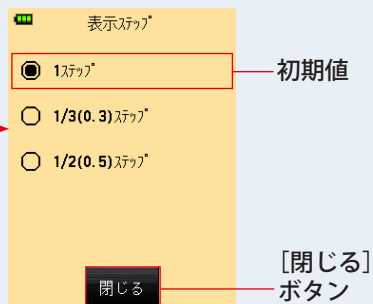 表示ｽﾃｯﾌﾟ
1ｽﾃｯﾌﾟ
初期値
1/3(0.3)ｽﾃｯﾌﾟ
1/2(0.5)ｽﾃｯﾌﾟ
閉じる
［閉じる］
ボタン